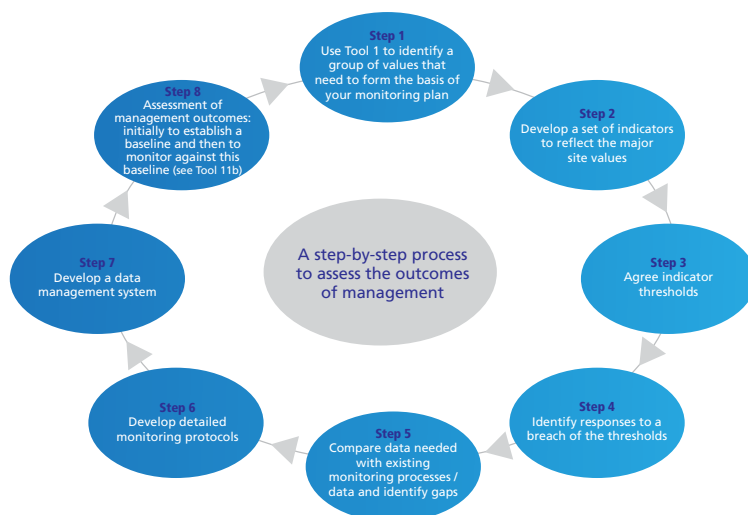 Step 1
Use Tool 1 to identify a
group of values that
need to form the basis of
your monitoring plan
Step 2
Develop a set of indicators
to reflect the major
site values
Step 3
Agree indicator
thresholds
Step 4
Identify responses to a
breach of the thresholds
Step 5
Compare data needed
with existing
monitoring processes /
data and identify gaps
Step 6
Develop detailed
monitoring protocols
Step 7
Develop a data
management system
Step 8
Assessment of
management outcomes:
initially to establish a
baseline and then to
monitor against this
baseline (see Tool 11b)
A step-by-step process
to assess the outcomes
of management